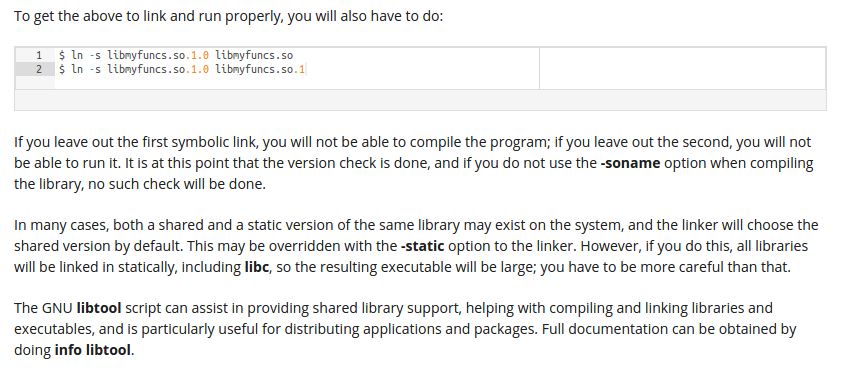 To get the above to link and run properly, you will also have to do:
1 $ ln -s libmyfuncs.so.1.0 libmyfuncs.so
2 $ ln -s libmyfuncs.so.1.0 libmyfuncs.so.1
If you leave out the first symbolic link, you will not be able to compile the program; if you leave out the second, you will not
be able to run it. It is at this point that the version check is done, and if you do not use the -soname option when compiling
the library, no such check will be done.
In many cases, both a shared and a static version of the same library may exist on the system, and the linker will choose the
shared version by default. This may be overridden with the -static option to the linker. However, if you do this, all libraries
will be linked in statically, including libc, so the resulting executable will be large; you have to be more careful than that.
The GNU libtool script can assist in providing shared library support, helping with compiling and linking libraries and
executables, and is particularly useful for distributing applications and packages. Full documentation can be obtained by
doing info libtool.